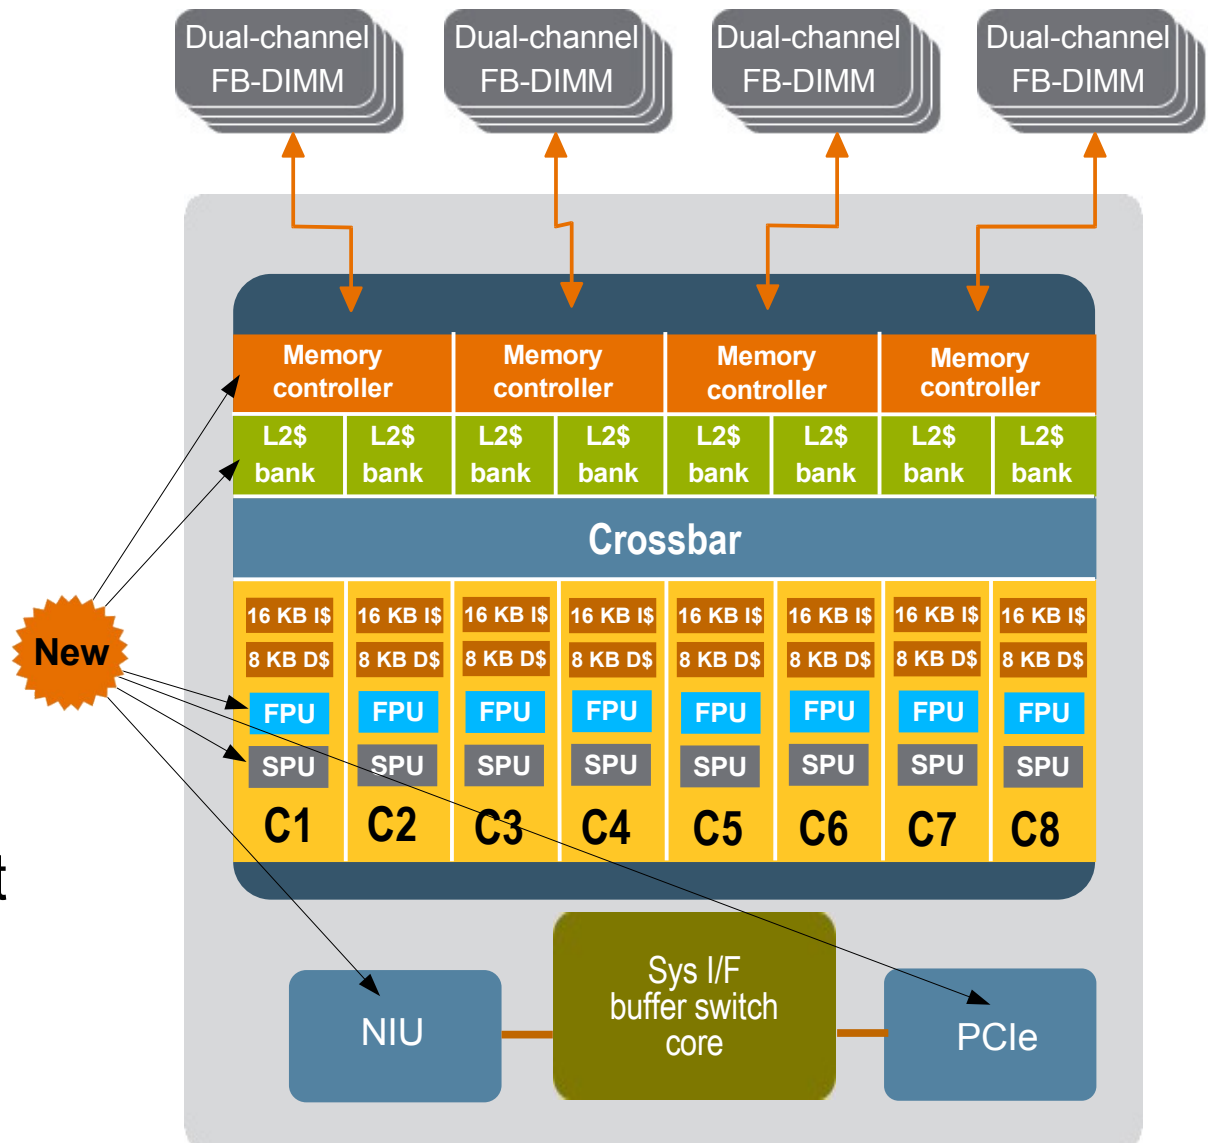 Dual-channel
FB-DIMM
Dual-channel
FB-DIMM
Dual-channel
FB-DIMM
Dual-channel
FB-DIMM
Memory
controller
Memory
controller
Memory
controller
Memory
controller
L2$
bank
L2$
bank
L2$
bank
L2$
bank
L2$
bank
L2$
bank
L2$
bank
L2$
bank
Crossbar
16 KB I$ 16 KB I$ 16 KB I$ 16 KB I$ 16 KB I$ 16 KB I$ 16 KB I$ 16 KB I$
New
8 KB D$ 8 KB D$ 8 KB D$ 8 KB D$ 8 KB D$ 8 KB D$ 8 KB D$ 8 KB D$
FPU FPU FPU FPU FPU FPU FPU FPU
SPU SPU SPU SPU SPU SPU SPU SPU
C1 C2 C3 C4 C5 C6 C7 C8
t
NIU
Sys I/F
buffer switch
core
PCIe